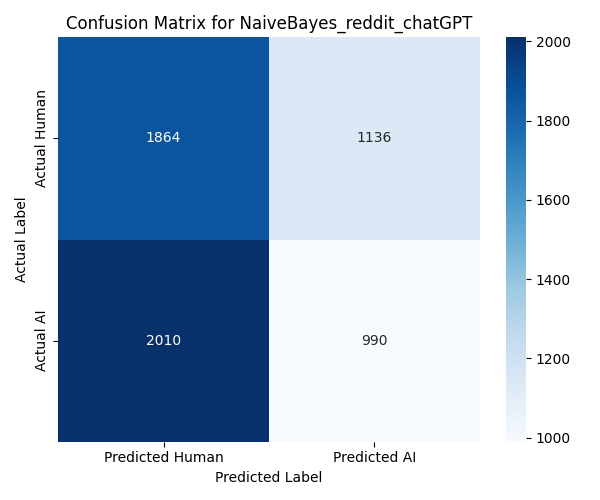 Confusion Matrix for NaiveBayes_reddit_chatGPT
Actual Label
Actual Human
1864
1136
Actual AI
2010
990
Predicted Human
Predicted AI
Predicted Label
2000
1800
1600
1400
1200
1000